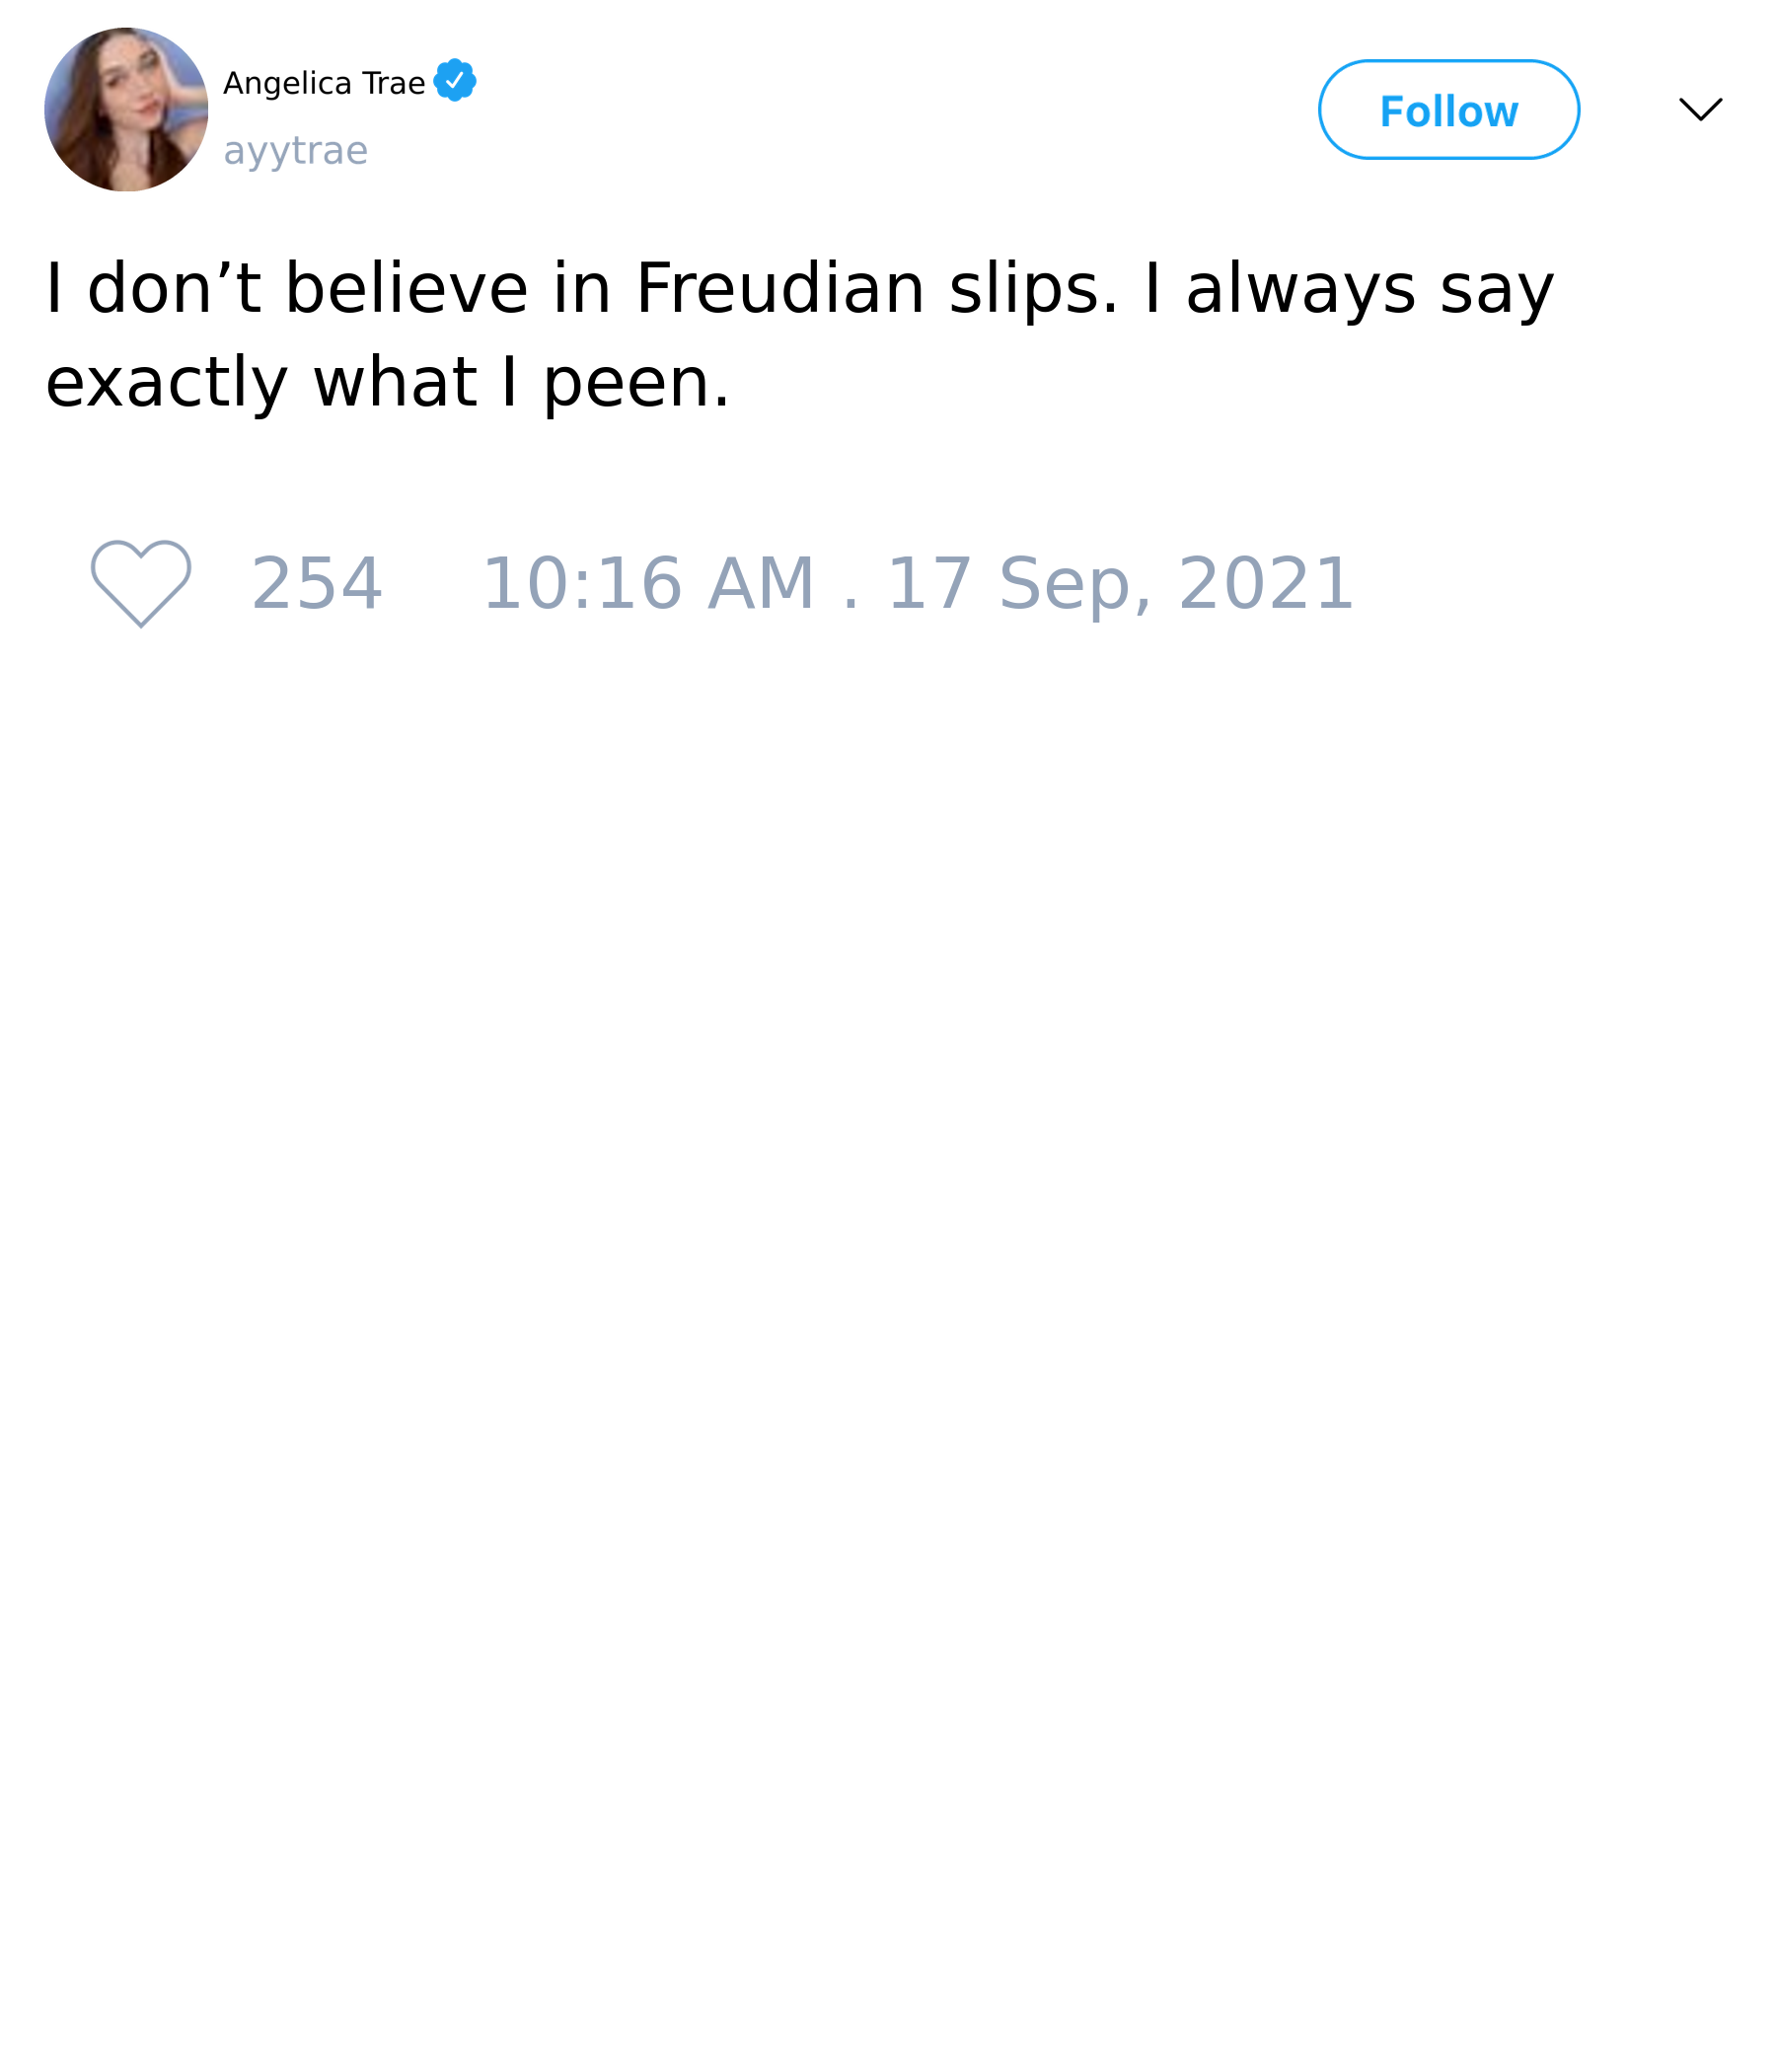 Angelica Trae
ayytrae
Follow
I don’t believe in Freudian slips. I always say
exactly what I peen.
254 10:16 AM . 17 Sep, 2021